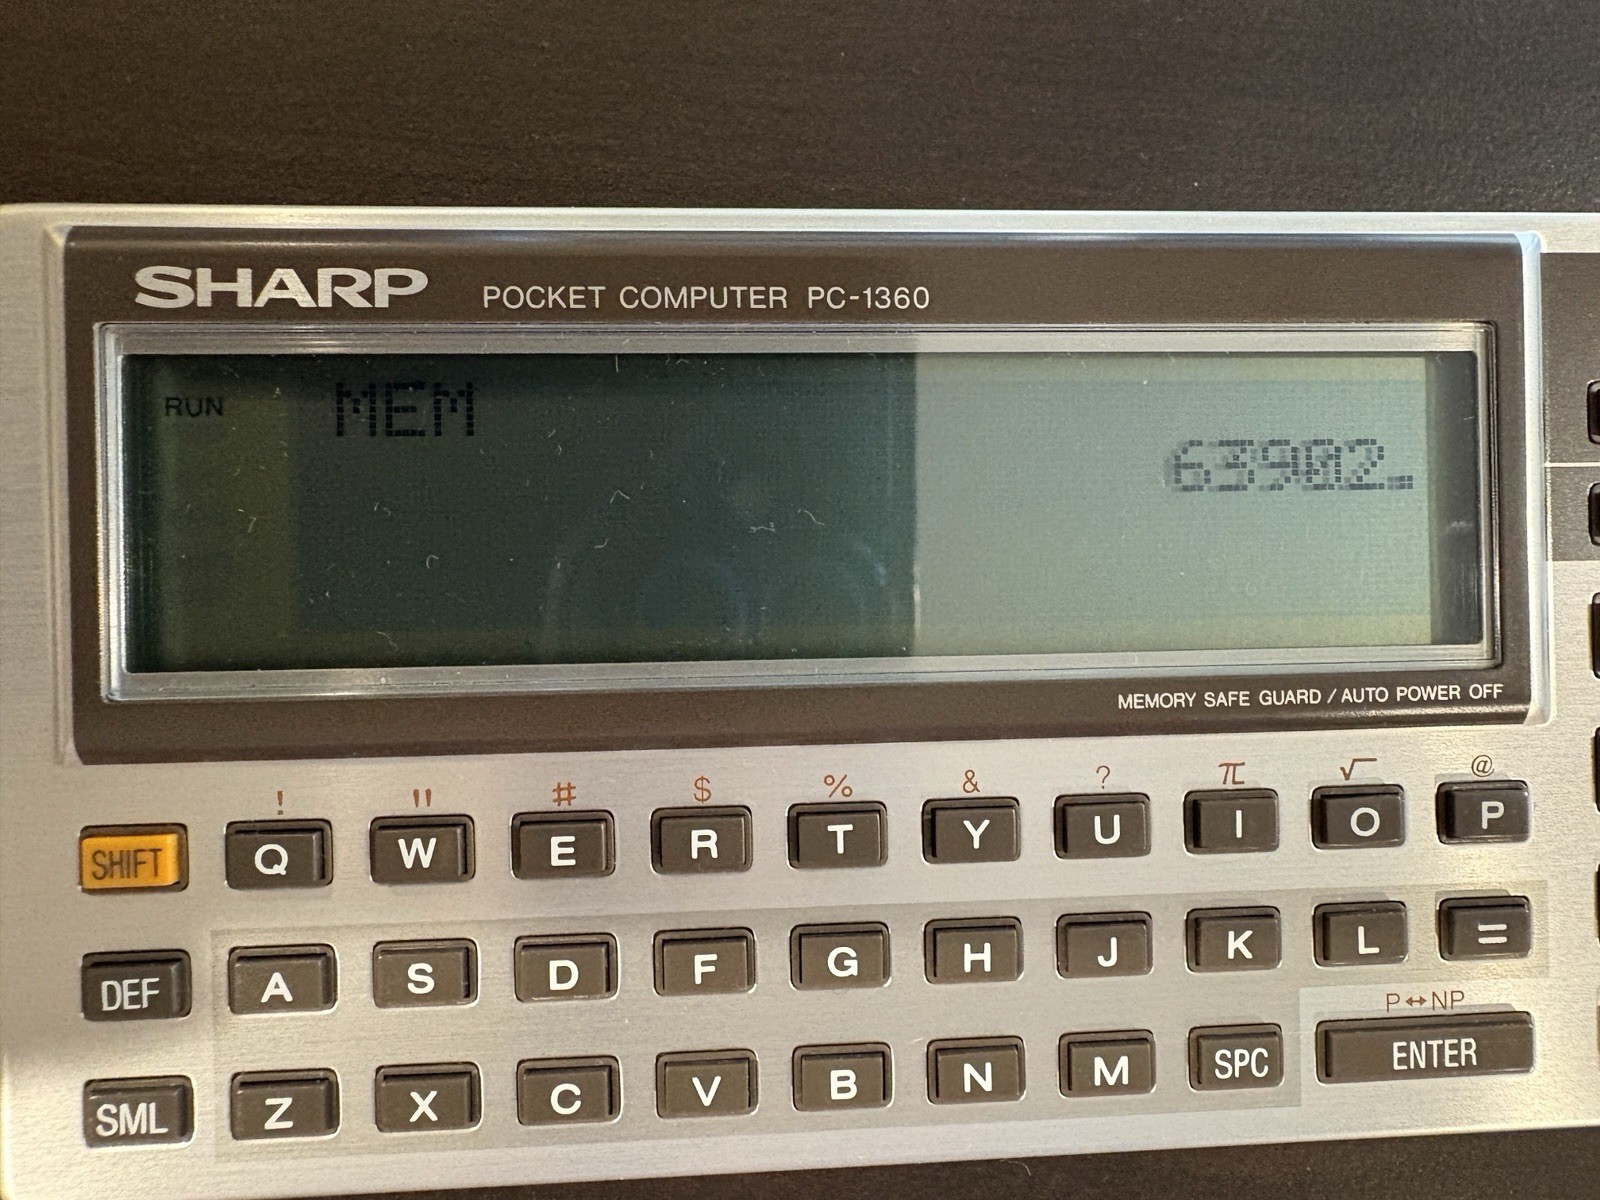 SHARP POCKET COMPUTER PC-1360
RUN MEM
63902.
MEMORY SAFE GUARD / AUTO POWER OFF
! " # $ % & ? π √ @
SHIFT Q W E R T Y U I O P
DEF A S D F G H J K L =
P↔NP
SML Z X C V B N M SPC ENTER